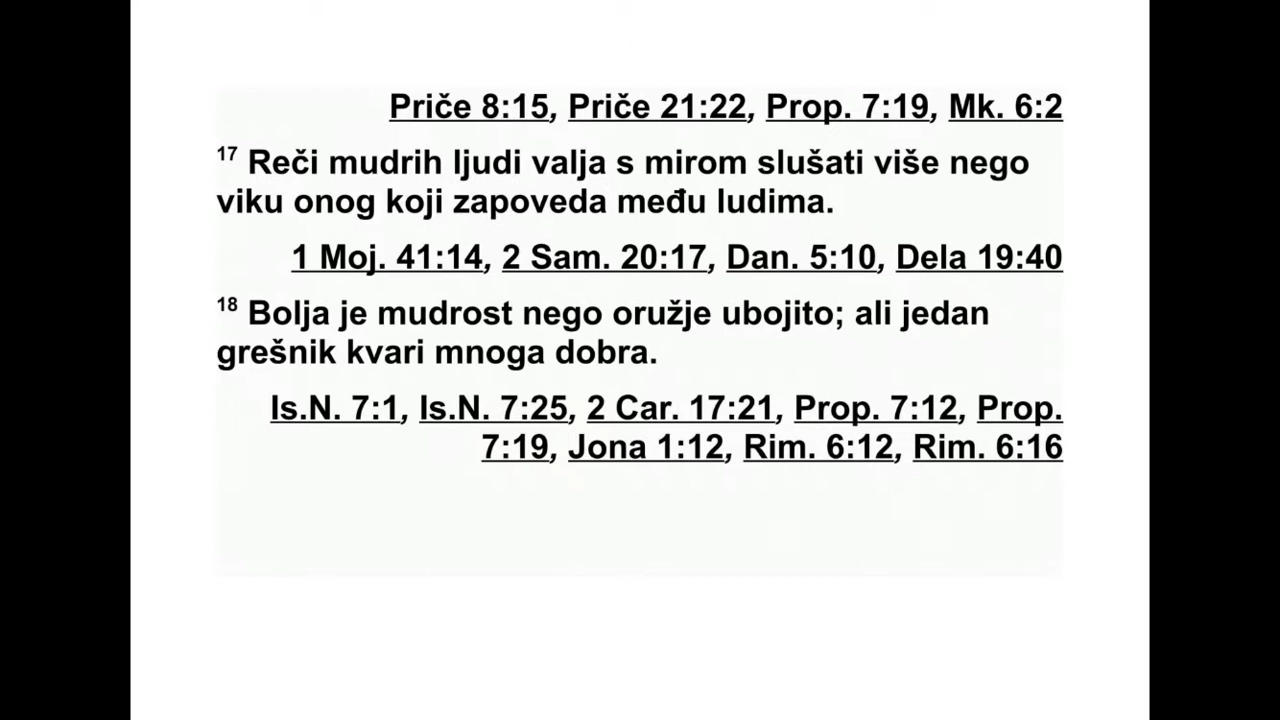 Priče 8:15, Priče 21:22, Prop. 7:19, Mk. 6:2
17 Reči mudrih ljudi valja s mirom slušati više nego
viku onog koji zapoveda među ludima.
1 Moj. 41:14, 2 Sam. 20:17, Dan. 5:10, Dela 19:40
18 Bolja je mudrost nego oružje ubojito; ali jedan
grešnik kvari mnoga dobra.
Is.N. 7:1, Is.N. 7:25, 2 Car. 17:21, Prop. 7:12, Prop.
7:19, Jona 1:12, Rim. 6:12, Rim. 6:16